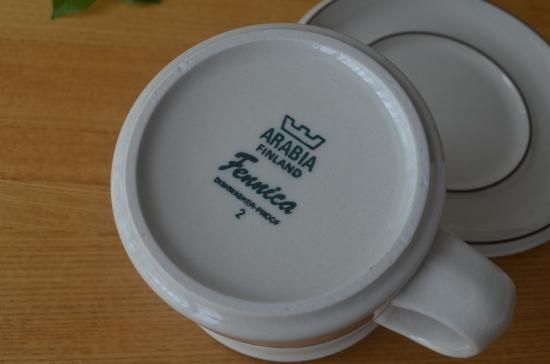 ARABIA
FINLAND
Fennica
DISHWASHER-PROOF
2